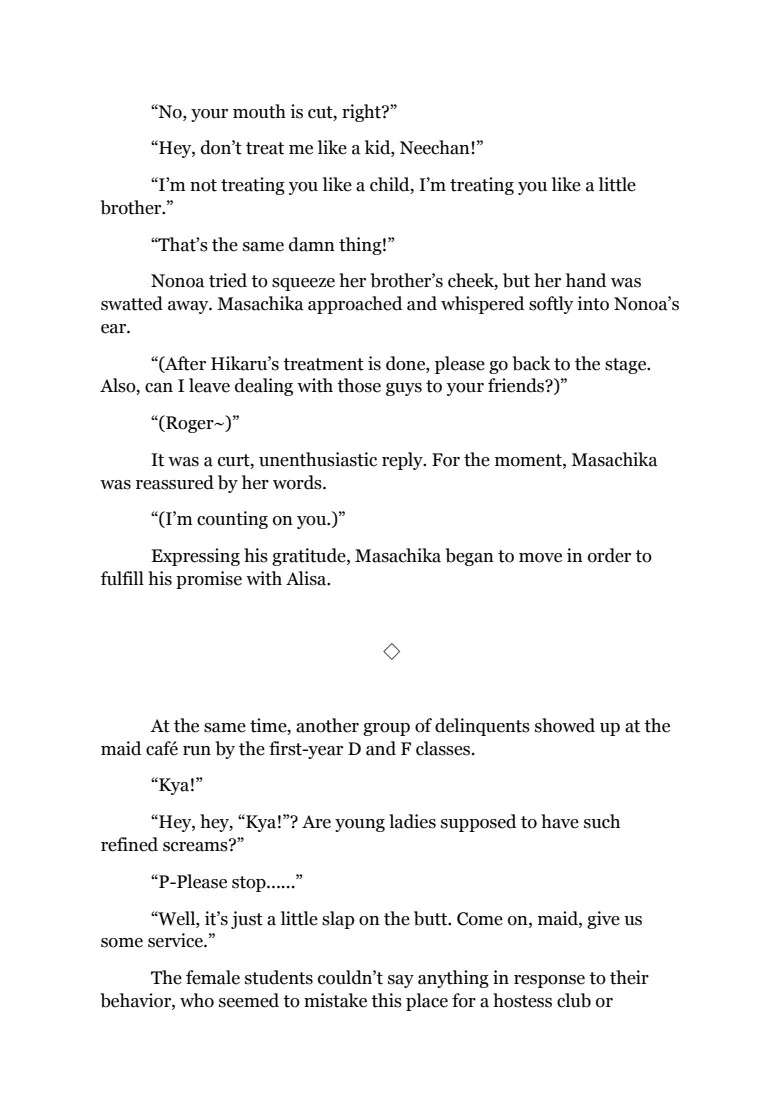 “No, your mouth is cut, right?”
“Hey, don’t treat me like a kid, Neechan!”
“I’m not treating you like a child, I’m treating you like a little
brother.”
“That’s the same damn thing!”
Nonoa tried to squeeze her brother’s cheek, but her hand was
swatted away. Masachika approached and whispered softly into Nonoa’s
ear.
“(After Hikaru’s treatment is done, please go back to the stage.
Also, can I leave dealing with those guys to your friends?)”
“(Roger~)”
It was a curt, unenthusiastic reply. For the moment, Masachika
was reassured by her words.
“(I’m counting on you.)”
Expressing his gratitude, Masachika began to move in order to
fulfill his promise with Alisa.
◇
At the same time, another group of delinquents showed up at the
maid café run by the first-year D and F classes.
“Kya!”
“Hey, hey, “Kya!”? Are young ladies supposed to have such
refined screams?”
“P-Please stop......”
“Well, it’s just a little slap on the butt. Come on, maid, give us
some service.”
The female students couldn’t say anything in response to their
behavior, who seemed to mistake this place for a hostess club or